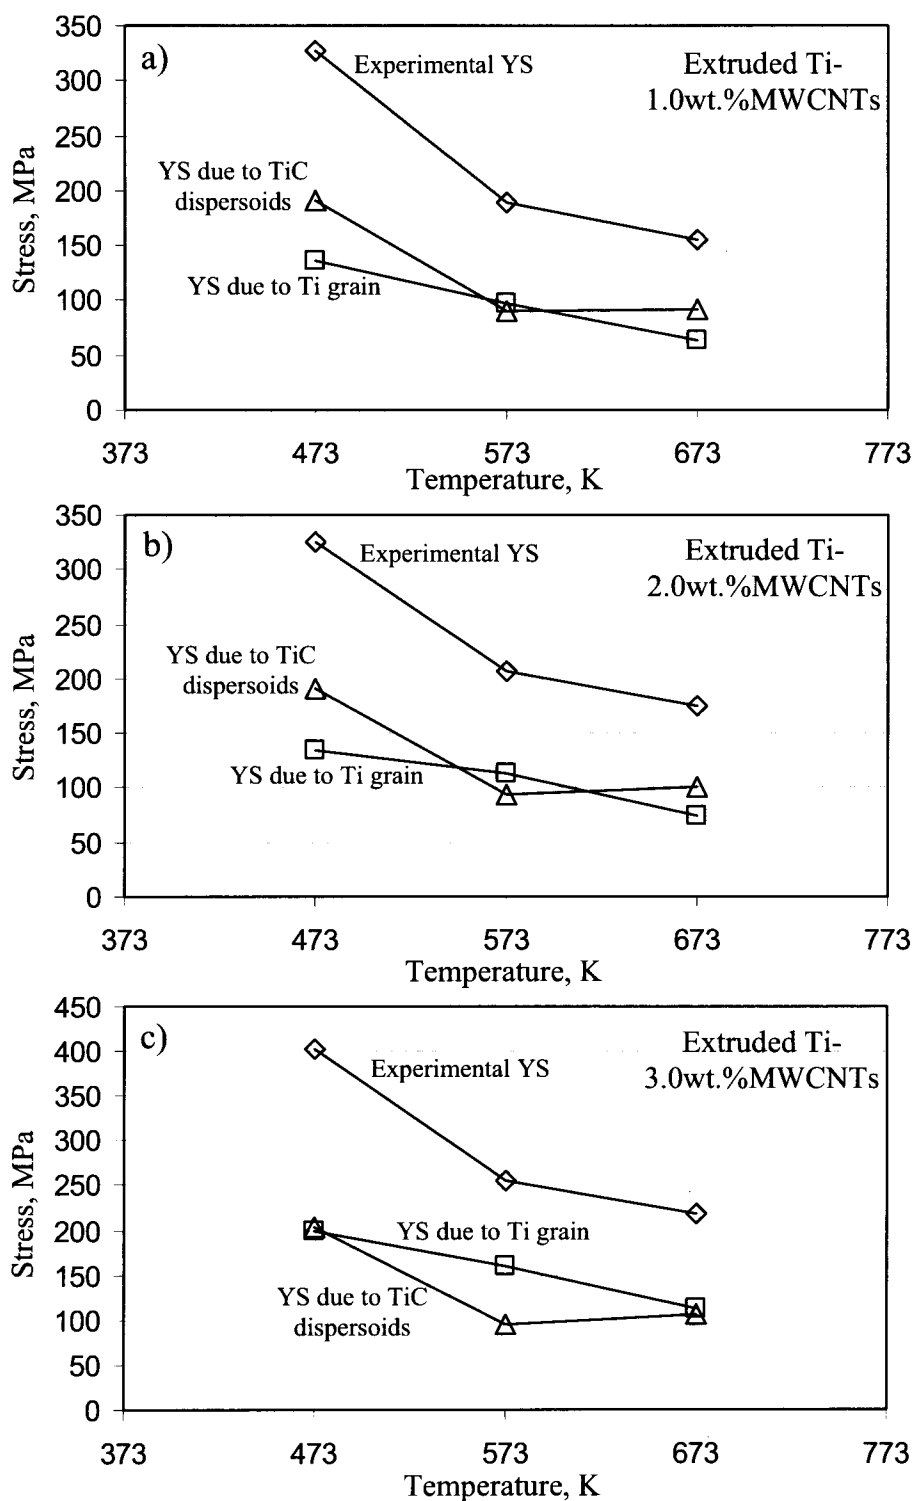 350
a)
Extruded Ti-
1.0wt.%MWCNTs
Experimental YS
300
250
YS due to TiC
dispersoids
200
150
YS due to Ti grain
100
50
0
Stress, MPa
373 473 573 673 773
Temperature, K
350
b)
Extruded Ti-
2.0wt.%MWCNTs
Experimental YS
300
250
YS due to TiC
dispersoids
200
150
YS due to Ti grain
100
50
0
Stress, MPa
373 473 573 673 773
Temperature, K
450
c)
Extruded Ti-
3.0wt.%MWCNTs
400
Experimental YS
350
300
250
200
YS due to Ti grain
150
YS due to TiC
dispersoids
100
50
0
Stress, MPa
373 473 573 673 773
Temperature, K